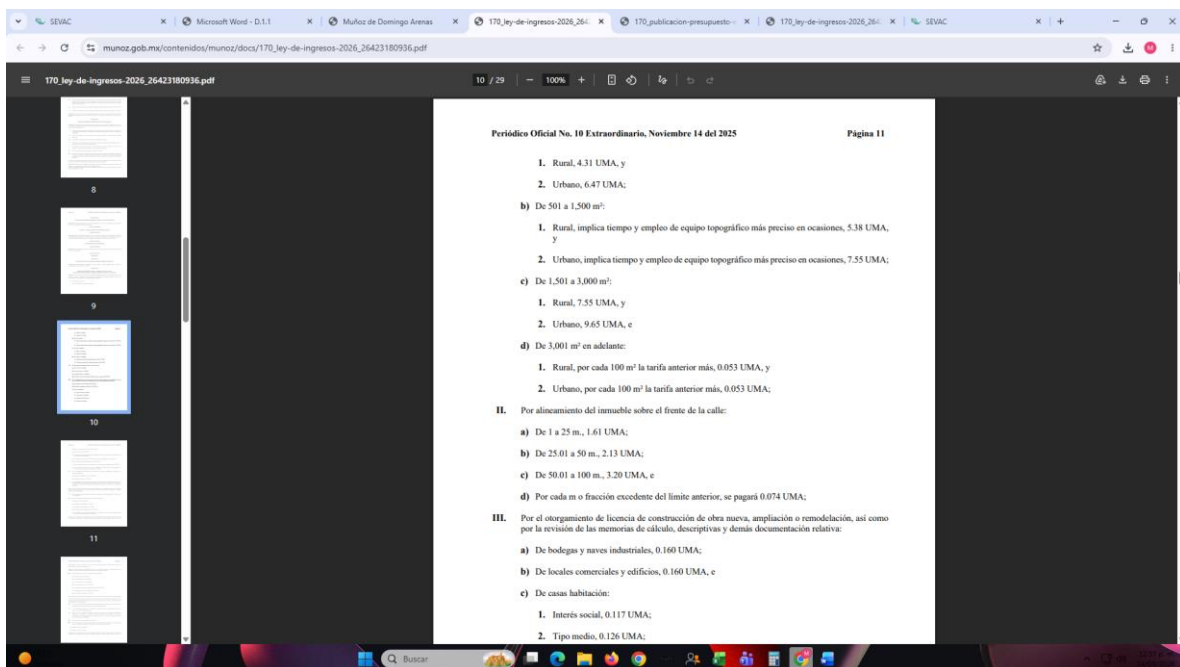 SEVAC
Microsoft Word - D.1.1
Muñoz de Domingo Arenas
170_ley-de-ingresos-2026_264
170_publicacion-presupuesto-
170_ley-de-ingresos-2026_264
SEVAC
munoz.gob.mx/contenidos/munoz/docs/170_ley-de-ingresos-2026_26423180936.pdf
170_ley-de-ingresos-2026_26423180936.pdf
10 / 29
100%
8
9
10
11
Periódico Oficial No. 10 Extraordinario, Noviembre 14 del 2025 Página 11
1. Rural, 4.31 UMA, y
2. Urbano, 6.47 UMA;
b) De 501 a 1,500 m²:
1. Rural, implica tiempo y empleo de equipo topográfico más preciso en ocasiones, 5.38 UMA,
y
2. Urbano, implica tiempo y empleo de equipo topográfico más preciso en ocasiones, 7.55 UMA;
c) De 1,501 a 3,000 m²:
1. Rural, 7.55 UMA, y
2. Urbano, 9.65 UMA, e
d) De 3,001 m² en adelante:
1. Rural, por cada 100 m² la tarifa anterior más, 0.053 UMA, y
2. Urbano, por cada 100 m² la tarifa anterior más, 0.053 UMA;
II. Por alineamiento del inmueble sobre el frente de la calle:
a) De 1 a 25 m., 1.61 UMA;
b) De 25.01 a 50 m., 2.13 UMA;
c) De 50.01 a 100 m., 3.20 UMA, e
d) Por cada m o fracción excedente del límite anterior, se pagará 0.074 UMA;
III. Por el otorgamiento de licencia de construcción de obra nueva, ampliación o remodelación, así como
por la revisión de las memorias de cálculo, descriptivas y demás documentación relativa:
a) De bodegas y naves industriales, 0.160 UMA;
b) De locales comerciales y edificios, 0.160 UMA, e
c) De casas habitación:
1. Interés social, 0.117 UMA;
2. Tipo medio, 0.126 UMA;
Buscar